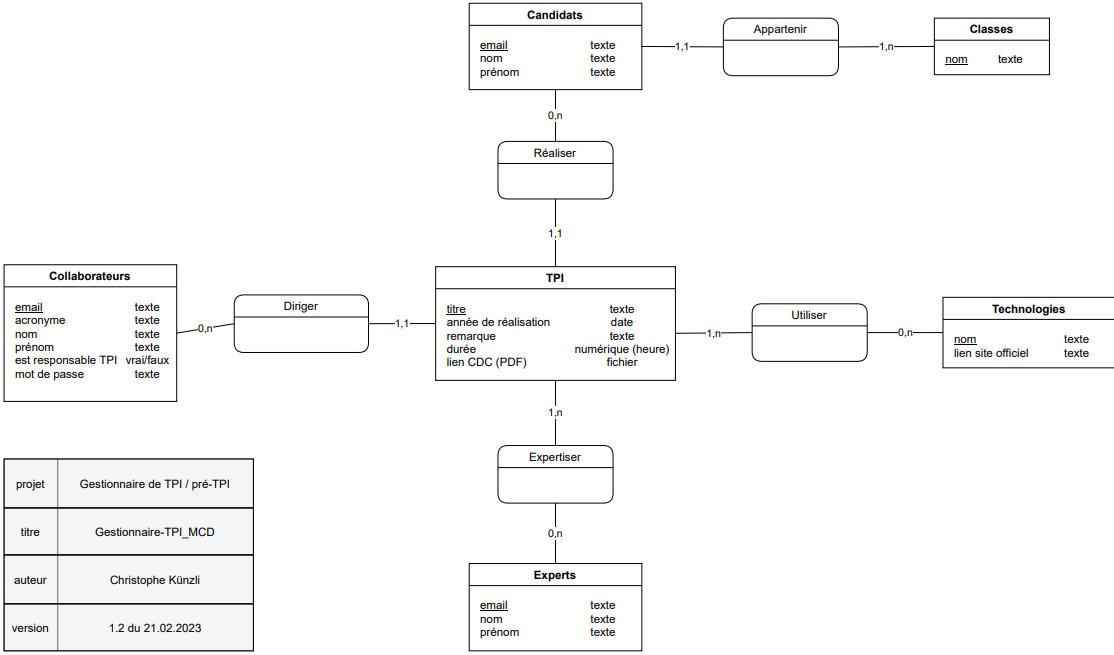 Candidats
email texte
nom texte
prénom texte
1,1
Appartenir
1,n
Classes
nom texte
0,n
Réaliser
1,1
Collaborateurs
email texte
acronyme texte
nom texte
prénom texte
est responsable TPI vrai/faux
mot de passe texte
0,n
Diriger
1,1
TPI
titre texte
année de réalisation date
remarque texte
durée numérique (heure)
lien CDC (PDF) fichier
1,n
Utiliser
0,n
Technologies
nom texte
lien site officiel texte
1,n
Expertiser
0,n
Experts
email texte
nom texte
prénom texte
projet Gestionnaire de TPI / pré-TPI
titre Gestionnaire-TPI_MCD
auteur Christophe Künzli
version 1.2 du 21.02.2023